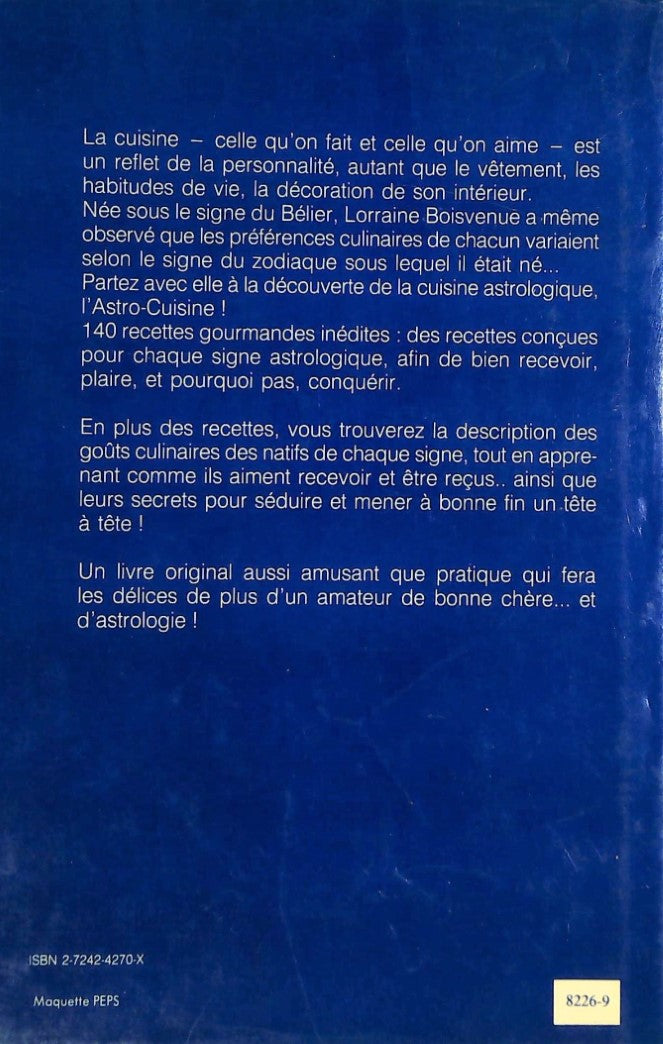 La cuisine – celle qu'on fait et celle qu'on aime – est
un reflet de la personnalité, autant que le vêtement, les
habitudes de vie, la décoration de son intérieur.
Née sous le signe du Bélier, Lorraine Boisvenue a même
observé que les préférences culinaires de chacun variaient
selon le signe du zodiaque sous lequel il était né...
Partez avec elle à la découverte de la cuisine astrologique,
l'Astro-Cuisine !
140 recettes gourmandes inédites : des recettes conçues
pour chaque signe astrologique, afin de bien recevoir,
plaire, et pourquoi pas, conquérir.
En plus des recettes, vous trouverez la description des
goûts culinaires des natifs de chaque signe, tout en appre-
nant comme ils aiment recevoir et être reçus.. ainsi que
leurs secrets pour séduire et mener à bonne fin un tête
à tête !
Un livre original aussi amusant que pratique qui fera
les délices de plus d'un amateur de bonne chère... et
d'astrologie !
ISBN 2-7242-4270-X
Maquette PEPS
8226-9